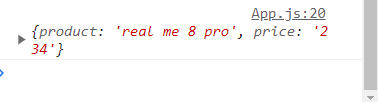 App.js:20
{product: 'real me 8 pro', price: '2
34'}